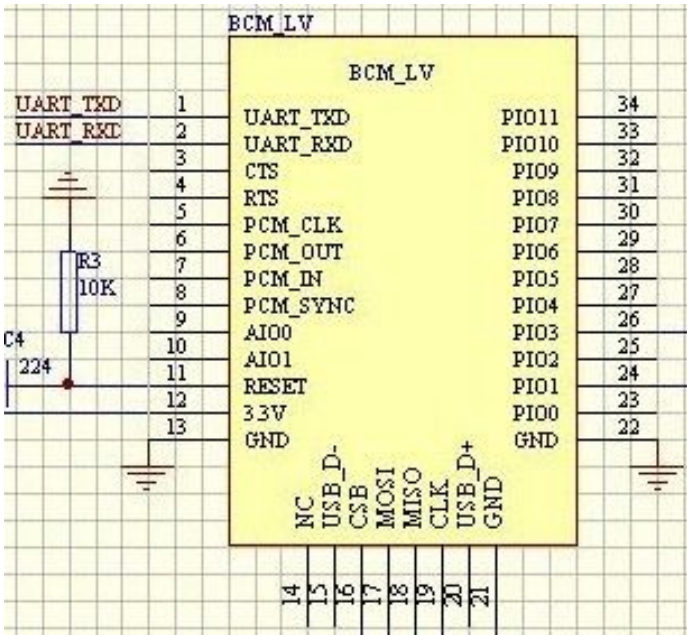 BCM_LV
BCM_LV
UART_TXD 1 UART_TXD PIO11 34
UART_RXD 2 UART_RXD PIO10 33
3 CTS PIO9 32
4 RTS PIO8 31
5 PCM_CLK PIO7 30
6 PCM_OUT PIO6 29
R3 7 PCM_IN PIO5 28
10K 8 PCM_SYNC PIO4 27
9 AIO0 PIO3 26
C4 10 AIO1 PIO2 25
224 11 RESET PIO1 24
12 3.3V PIO0 23
13 GND GND 22
NC USB_D- CSB MOSI MISO CLK USB_D+ GND
14 15 16 17 18 19 20 21